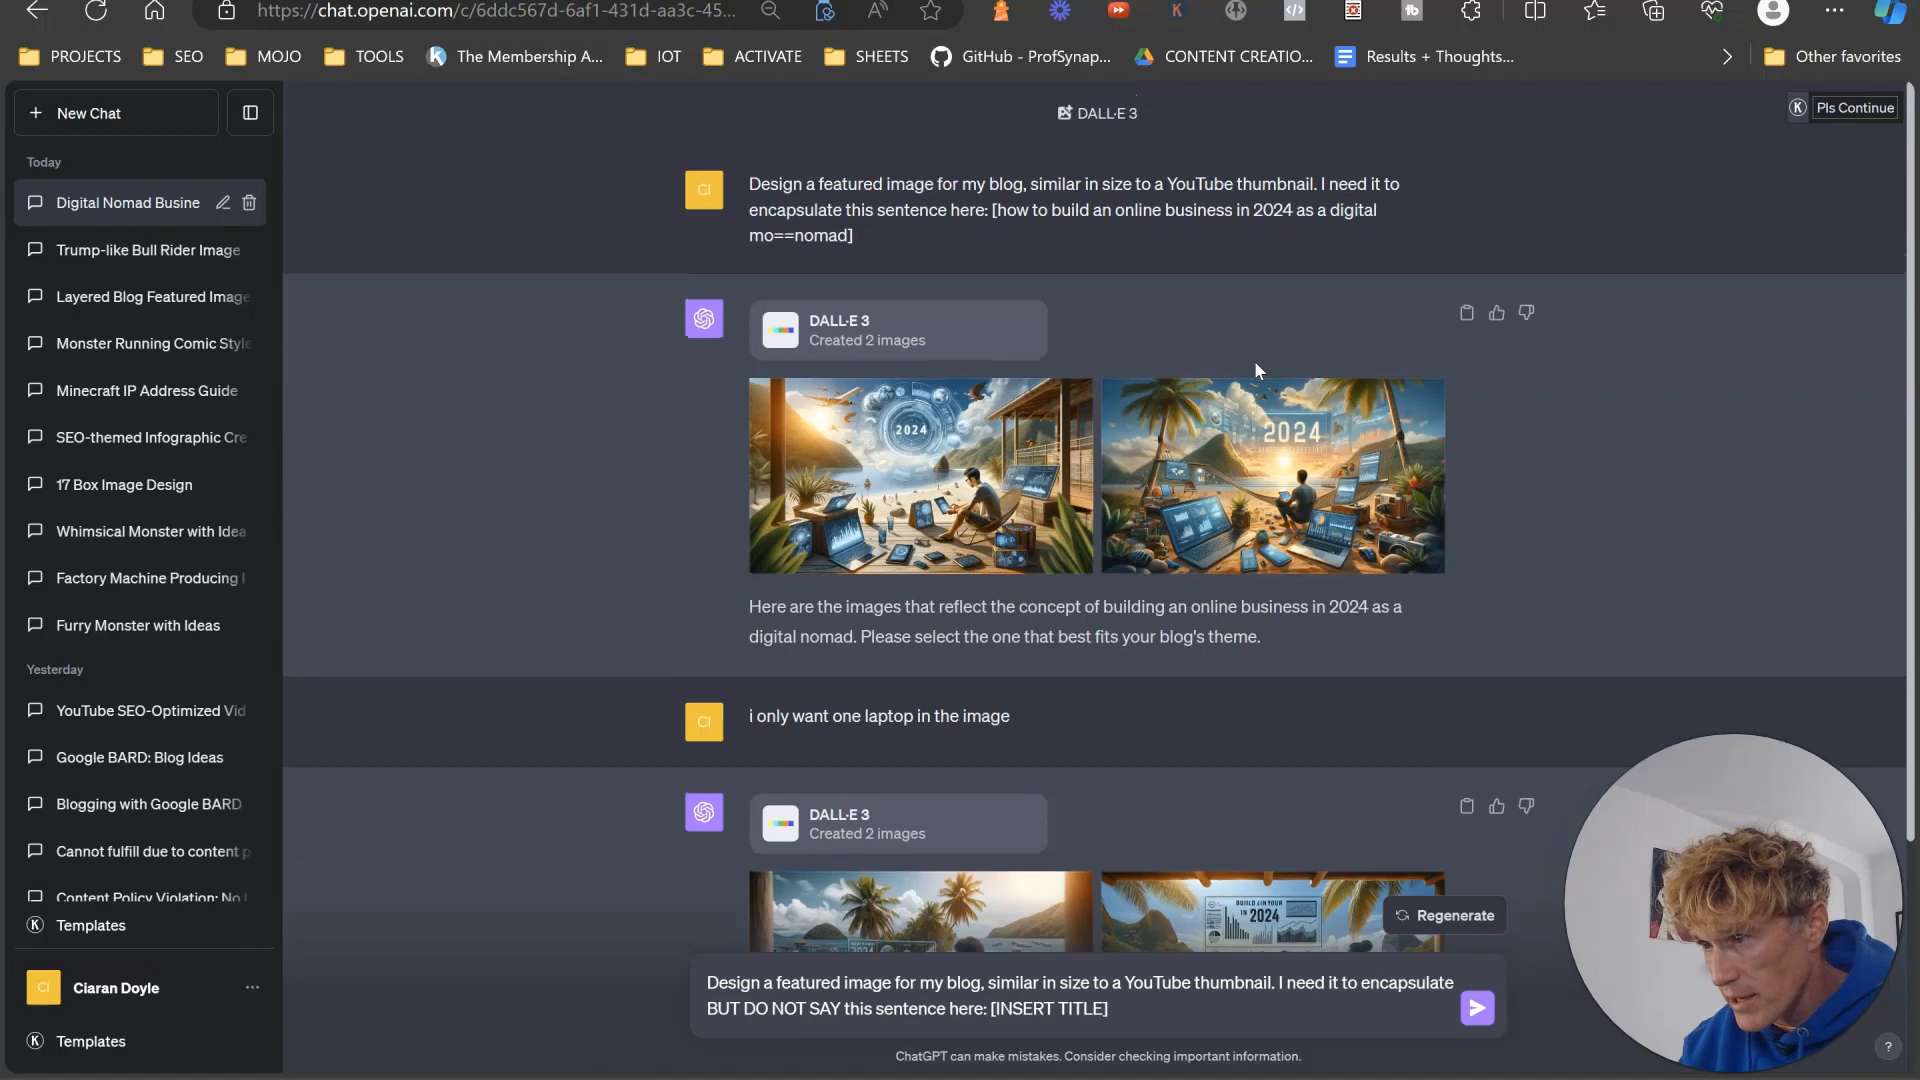 https://chat.openai.com/c/6ddc567d-6af1-431d-aa3c-45...
PROJECTS
SEO
MOJO
TOOLS
The Membership A...
IOT
ACTIVATE
SHEETS
GitHub - ProfSynap...
CONTENT CREATIO...
Results + Thoughts...
Other favorites
New Chat
DALL·E 3
Pls Continue
Today
Digital Nomad Busine
Trump-like Bull Rider Image
Layered Blog Featured Image
Monster Running Comic Style
Minecraft IP Address Guide
SEO-themed Infographic Cre
17 Box Image Design
Whimsical Monster with Idea
Factory Machine Producing I
Furry Monster with Ideas
Yesterday
YouTube SEO-Optimized Vid
Google BARD: Blog Ideas
Blogging with Google BARD
Cannot fulfill due to content p
Content Policy Violation: No I
Templates
CI
Ciaran Doyle
Templates
CI
Design a featured image for my blog, similar in size to a YouTube thumbnail. I need it to
encapsulate this sentence here: [how to build an online business in 2024 as a digital
mo==nomad]
DALL·E 3
Created 2 images
2024
2024
Here are the images that reflect the concept of building an online business in 2024 as a
digital nomad. Please select the one that best fits your blog's theme.
CI
i only want one laptop in the image
DALL·E 3
Created 2 images
IN 2024
Regenerate
Design a featured image for my blog, similar in size to a YouTube thumbnail. I need it to encapsulate
BUT DO NOT SAY this sentence here: [INSERT TITLE]
ChatGPT can make mistakes. Consider checking important information.
?